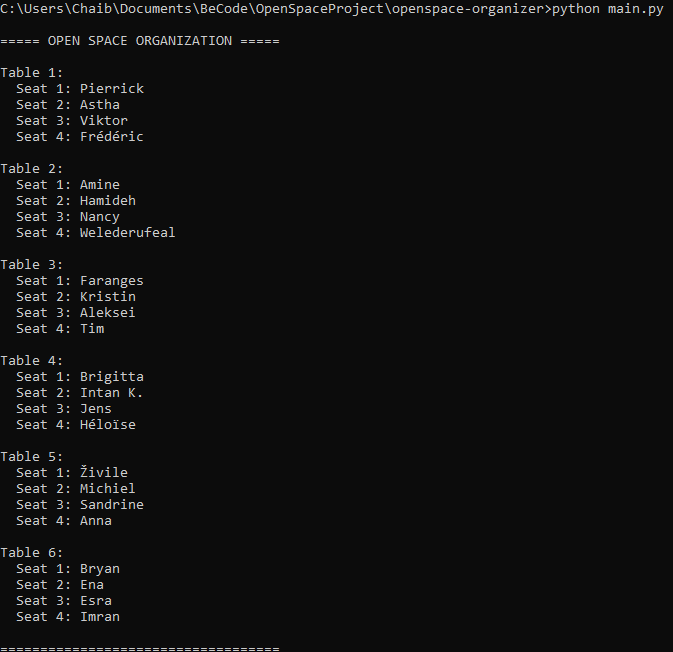 C:\Users\Chaib\Documents\BeCode\OpenSpaceProject\openspace-organizer>python main.py
===== OPEN SPACE ORGANIZATION =====
Table 1:
Seat 1: Pierrick
Seat 2: Astha
Seat 3: Viktor
Seat 4: Frédéric
Table 2:
Seat 1: Amine
Seat 2: Hamideh
Seat 3: Nancy
Seat 4: Welederufeal
Table 3:
Seat 1: Faranges
Seat 2: Kristin
Seat 3: Aleksei
Seat 4: Tim
Table 4:
Seat 1: Brigitta
Seat 2: Intan K.
Seat 3: Jens
Seat 4: Héloïse
Table 5:
Seat 1: Živile
Seat 2: Michiel
Seat 3: Sandrine
Seat 4: Anna
Table 6:
Seat 1: Bryan
Seat 2: Ena
Seat 3: Esra
Seat 4: Imran
===================================